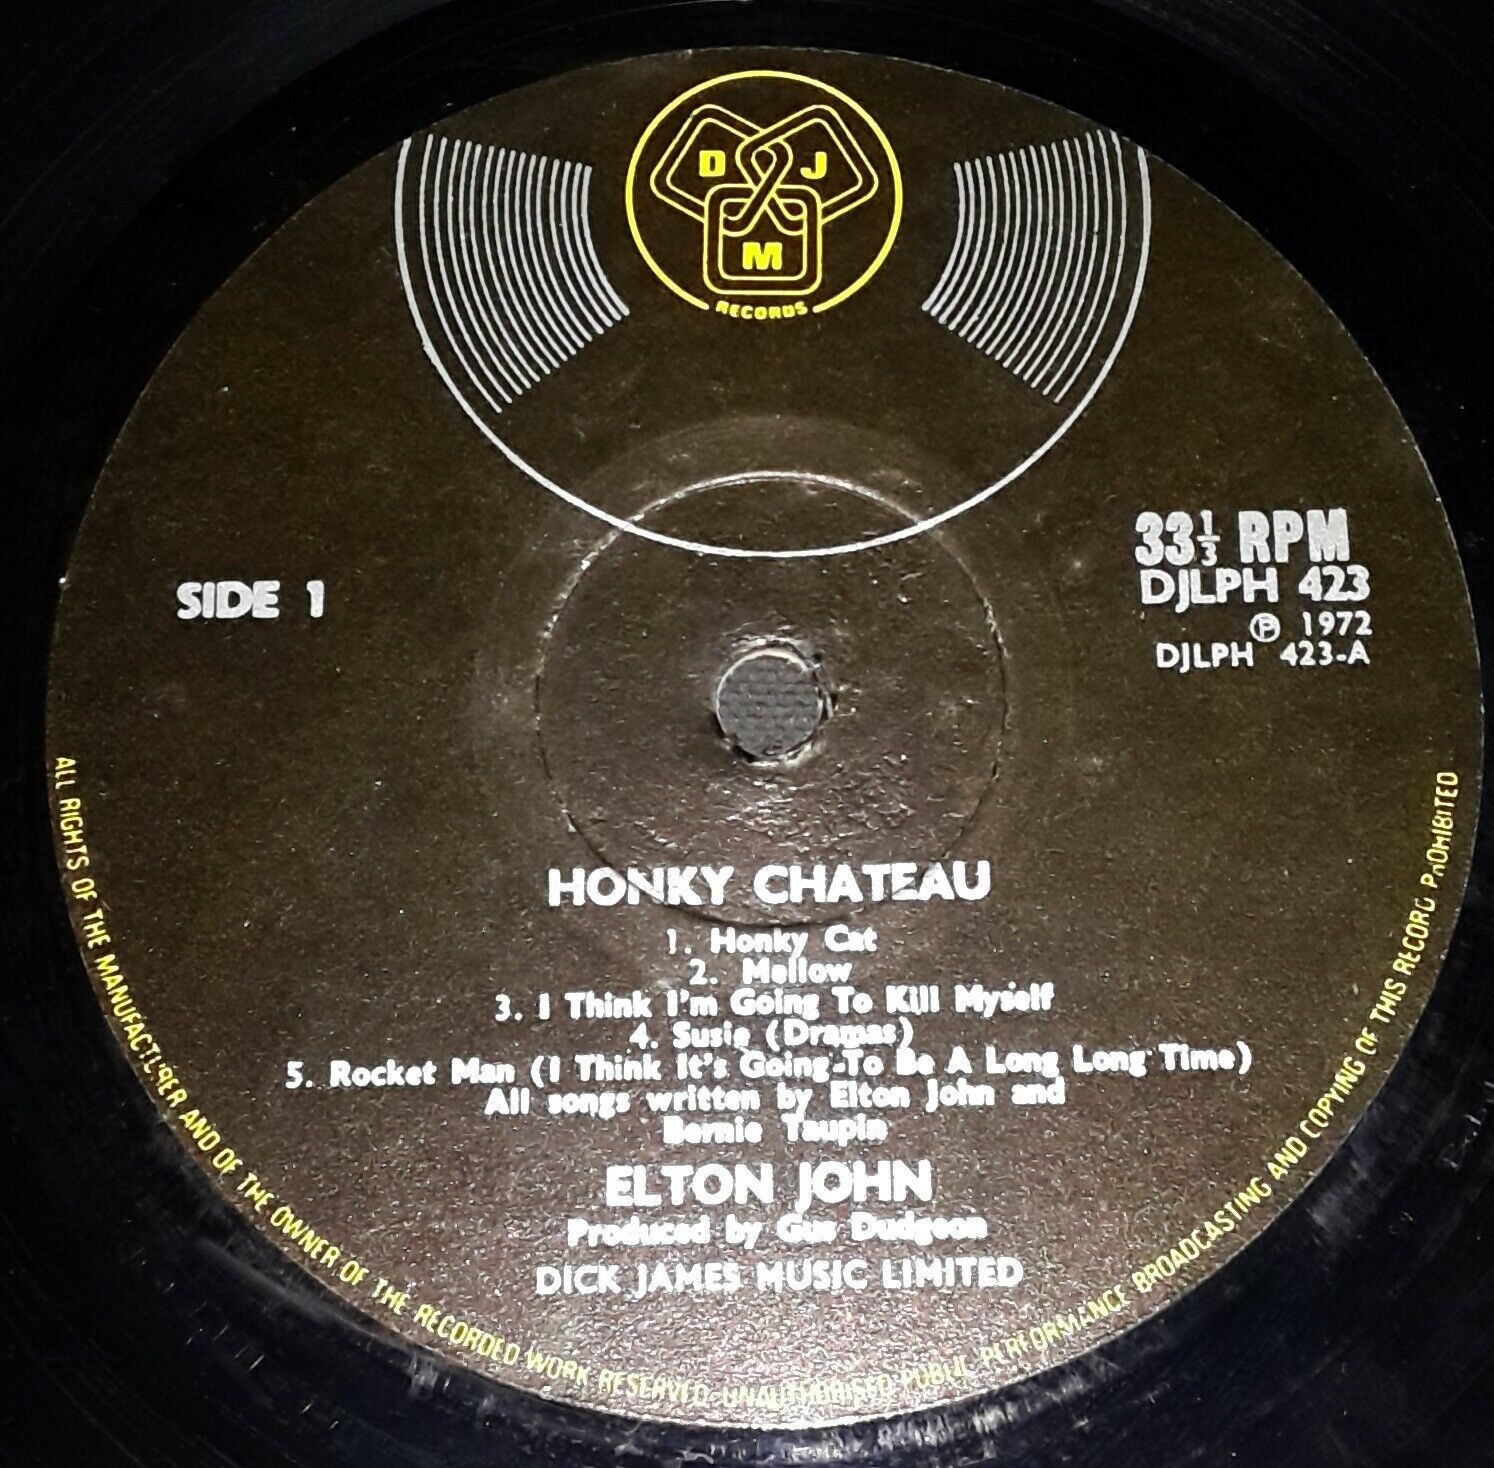 D J
M
RECORDS
SIDE 1
33⅓ RPM
DJLPH 423
℗ 1972
DJLPH 423-A
HONKY CHATEAU
1. Honky Cat
2. Mellow
3. I Think I'm Going To Kill Myself
4. Susie (Dramas)
5. Rocket Man (I Think It's Going To Be A Long Long Time)
All songs written by Elton John and
Bernie Taupin
ELTON JOHN
Produced by Gus Dudgeon
DICK JAMES MUSIC LIMITED
ALL RIGHTS OF THE MANUFACTURER AND OF THE OWNER OF THE RECORDED WORK RESERVED. UNAUTHORISED PUBLIC PERFORMANCE BROADCASTING AND COPYING OF THIS RECORD PROHIBITED